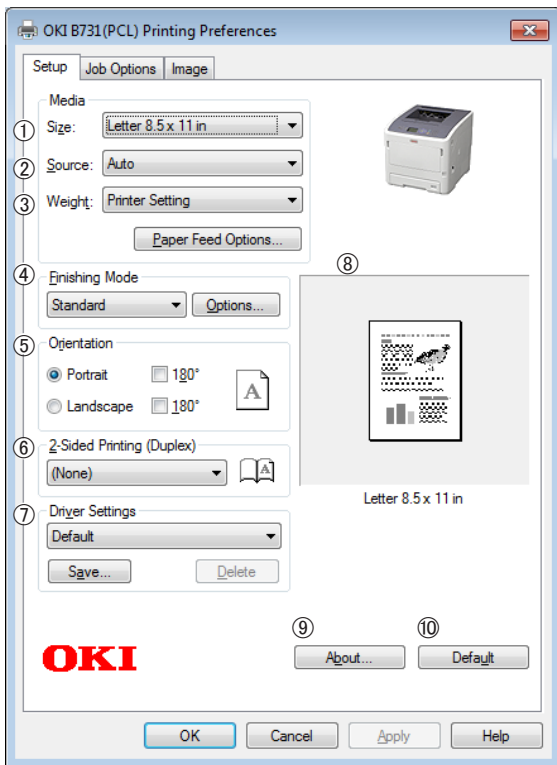 OKI B731(PCL) Printing Preferences
Setup Job Options Image
Media
① Size: Letter 8.5 x 11 in
② Source: Auto
③ Weight: Printer Setting
Paper Feed Options...
⑧
④ Finishing Mode
Standard Options...
⑤ Orientation
Portrait 180°
A
Landscape 180°
⑥ 2-Sided Printing (Duplex)
(None) A
Letter 8.5 x 11 in
⑦ Driver Settings
Default
Save... Delete
⑨ ⑩
OKI About... Default
OK Cancel Apply Help